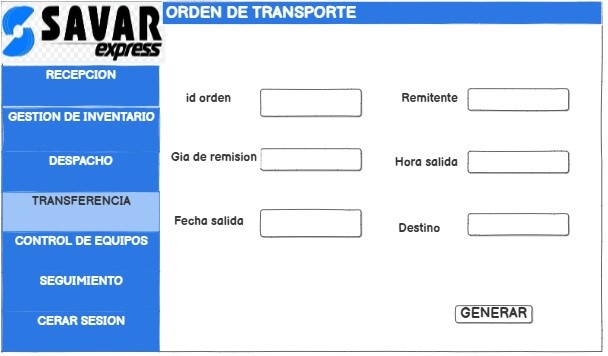 SAVAR
express
ORDEN DE TRANSPORTE
RECEPCION
GESTION DE INVENTARIO
DESPACHO
TRANSFERENCIA
CONTROL DE EQUIPOS
SEGUIMIENTO
CERAR SESION
id orden
Remitente
Gia de remision
Hora salida
Fecha salida
Destino
GENERAR